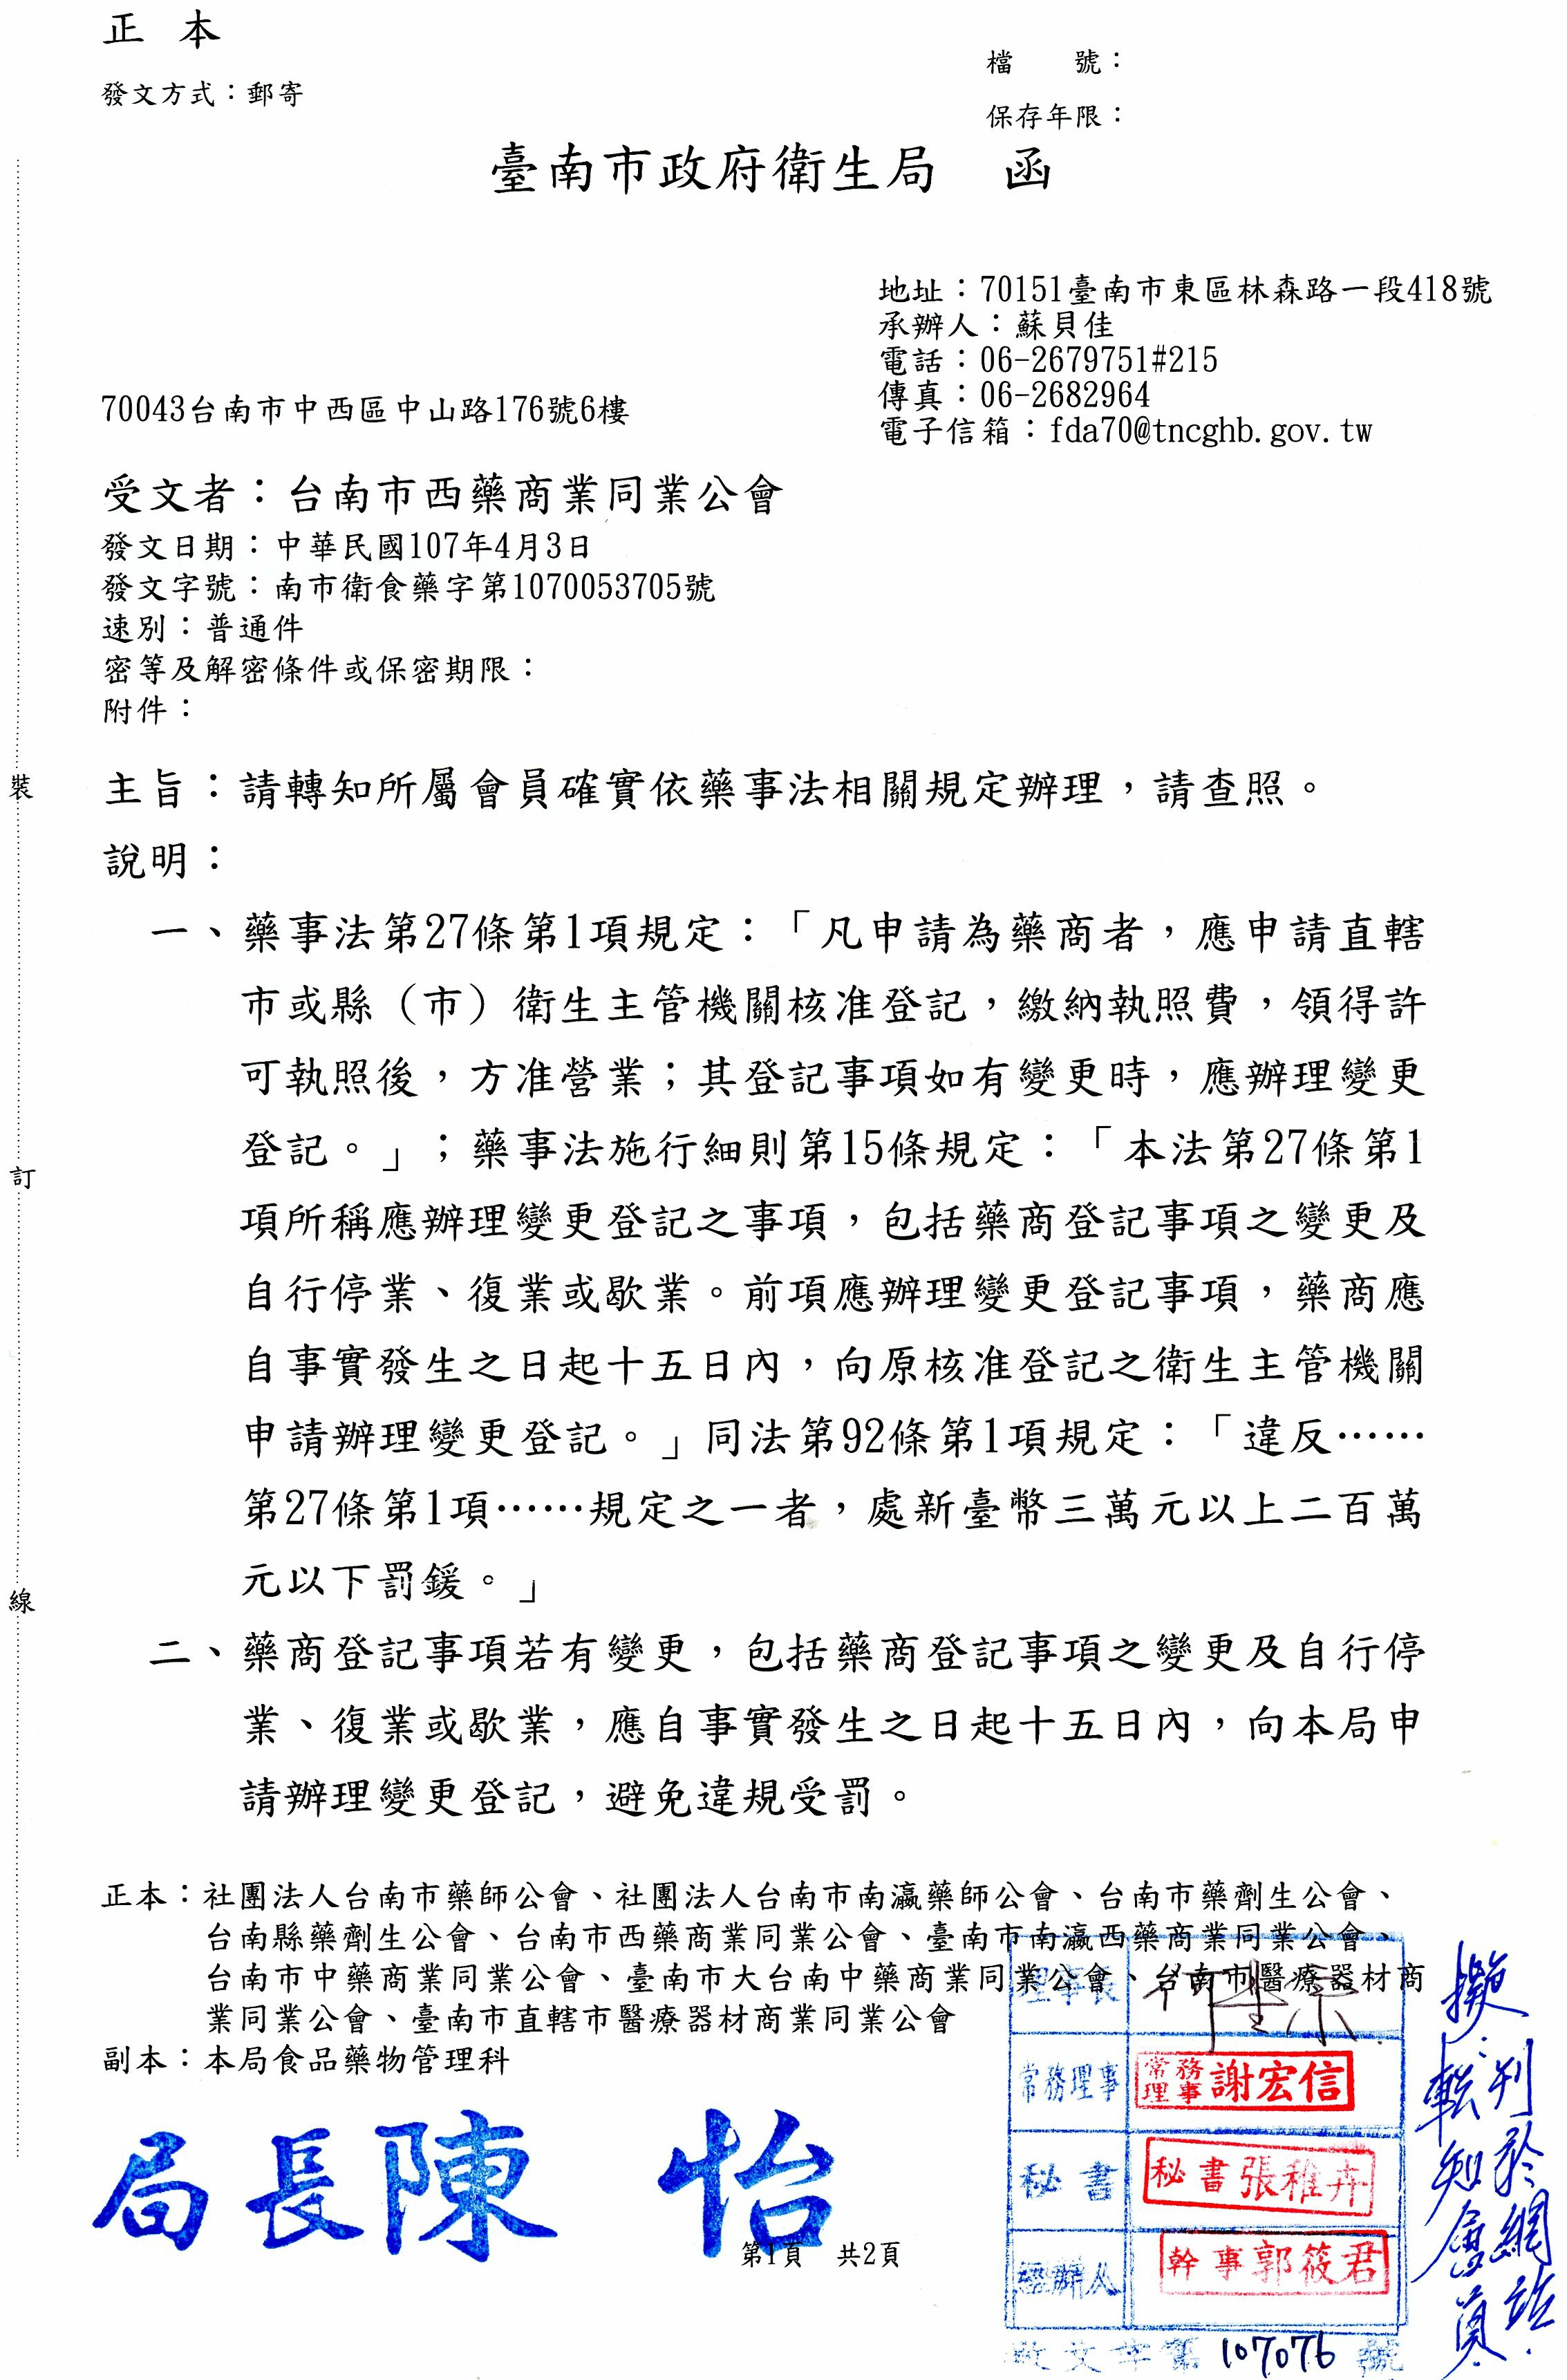 正本
發文方式：郵寄
檔　　號：
保存年限：
臺南市政府衛生局　函
地址：70151臺南市東區林森路一段418號
承辦人：蘇貝佳
電話：06-2679751#215
傳真：06-2682964
電子信箱：fda70@tncghb.gov.tw
70043台南市中西區中山路176號6樓
受文者：台南市西藥商業同業公會
發文日期：中華民國107年4月3日
發文字號：南市衛食藥字第1070053705號
速別：普通件
密等及解密條件或保密期限：
附件：
主旨：請轉知所屬會員確實依藥事法相關規定辦理，請查照。
說明：
一、藥事法第27條第1項規定：「凡申請為藥商者，應申請直轄
市或縣（市）衛生主管機關核准登記，繳納執照費，領得許
可執照後，方准營業；其登記事項如有變更時，應辦理變更
登記。」；藥事法施行細則第15條規定：「本法第27條第1
項所稱應辦理變更登記之事項，包括藥商登記事項之變更及
自行停業、復業或歇業。前項應辦理變更登記事項，藥商應
自事實發生之日起十五日內，向原核准登記之衛生主管機關
申請辦理變更登記。」同法第92條第1項規定：「違反……
第27條第1項……規定之一者，處新臺幣三萬元以上二百萬
元以下罰鍰。」
二、藥商登記事項若有變更，包括藥商登記事項之變更及自行停
業、復業或歇業，應自事實發生之日起十五日內，向本局申
請辦理變更登記，避免違規受罰。
正本：社團法人台南市藥師公會、社團法人台南市南瀛藥師公會、台南市藥劑生公會、
台南縣藥劑生公會、台南市西藥商業同業公會、臺南市南瀛西藥商業同業公會、
台南市中藥商業同業公會、臺南市大台南中藥商業同業公會、台南市醫療器材商
業同業公會、臺南市直轄市醫療器材商業同業公會
副本：本局食品藥物管理科
局長陳　怡
第1頁　共2頁
理事長
常務理事　常務理事 謝宏信
秘書　秘書 張稚卉
經辦人　幹事 郭筱君
收文字第107076號
擬：轉知會員
刊於網站
裝
訂
線